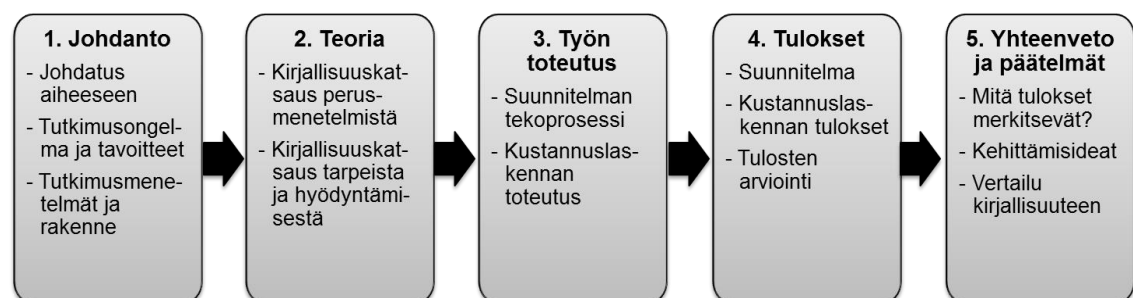 1. Johdanto
- Johdatus
aiheeseen
- Tutkimusongel-
ma ja tavoitteet
- Tutkimusmene-
telmät ja
rakenne
2. Teoria
- Kirjallisuuskat-
saus perus-
menetelmistä
- Kirjallisuuskat-
saus tarpeista
ja hyödyntämi-
sestä
3. Työn
toteutus
- Suunnitelman
tekoprosessi
- Kustannuslas-
kennan
toteutus
4. Tulokset
- Suunnitelma
- Kustannuslas-
kennan tulokset
- Tulosten
arviointi
5. Yhteenveto
ja päätelmät
- Mitä tulokset
merkitsevät?
- Kehittämisideat
- Vertailu
kirjallisuuteen